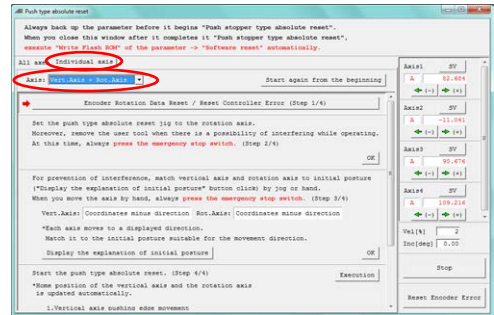 Push type absolute reset
Always back up the parameter before it begins "Push stopper type absolute reset".
When you close this window after it completes it "Push stopper type absolute reset",
execute "Write Flash ROM" of the parameter -> "Software reset" automatically.
All axes Individual axis
Axis: Vert.Axis + Rot.Axis
Start again from the beginning
Encoder Rotation Data Reset / Reset Controller Error (Step 1/4)
Set the push type absolute reset jig to the rotation axis.
Moreover, remove the user tool when there is a possibility of interfering while operating.
At this time, always press the emergency stop switch. (Step 2/4)
OK
For prevention of interference, match vertical axis and rotation axis to initial posture
("Display the explanation of initial posture" button click) by jog or hand.
When you move the axis by hand, always press the emergency stop switch. (Step 3/4)
Vert.Axis: Coordinates minus direction Rot.Axis: Coordinates minus direction
*Each axis moves to a displayed direction.
Match it to the initial posture suitable for the movement direction.
Display the explanation of initial posture
OK
Start the push type absolute reset. (Step 4/4)
Execution
*Home position of the vertical axis and the rotation axis
is updated automatically.
1.Vertical axis pushing edge movement
Axis1 SV
A 82.684
(-) (+)
Axis2 SV
A -11.061
(-) (+)
Axis3 SV
A 90.676
(-) (+)
Axis4 SV
A 109.216
(-) (+)
Vel[%] 2
Inc[deg] 0.00
Stop
Reset Encoder Error